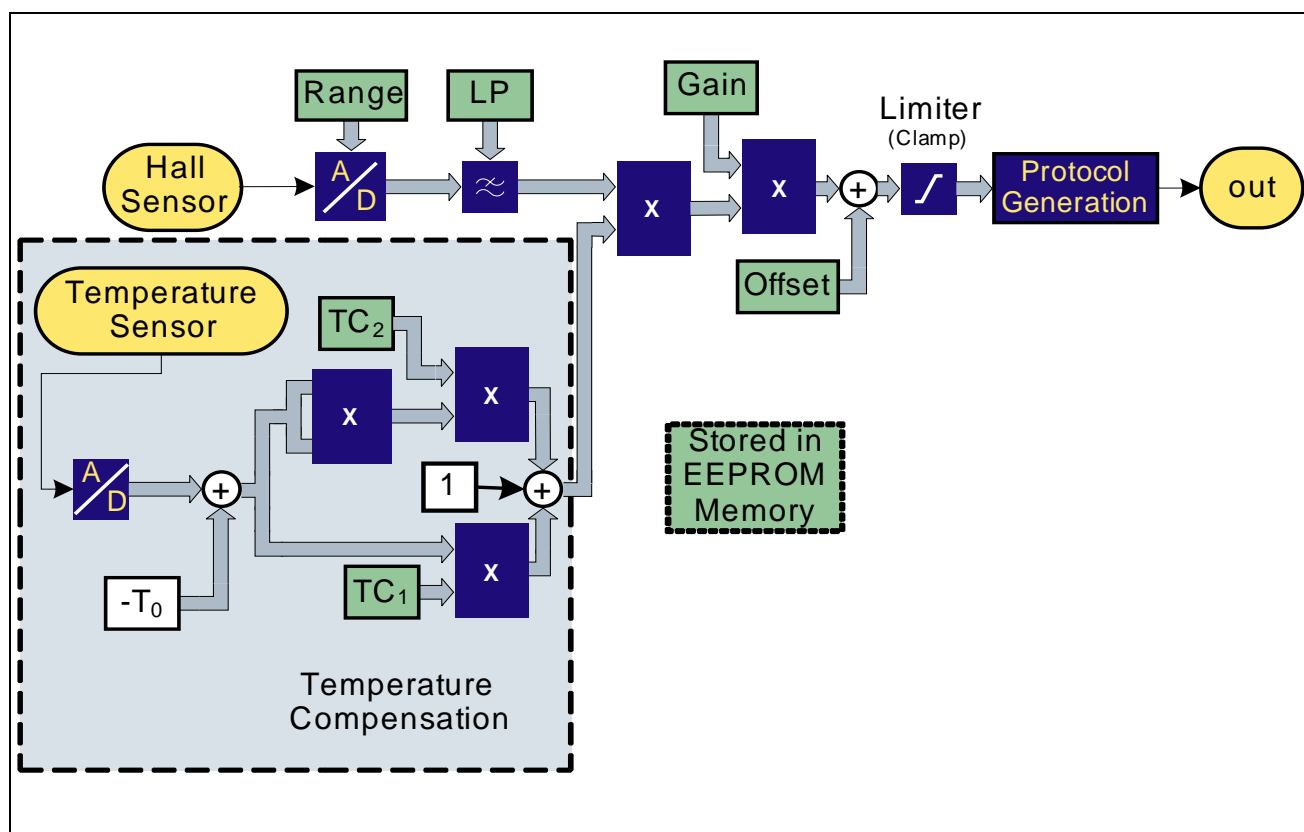 Range
LP
Gain
Limiter
(Clamp)
Hall
Sensor
A
D
X
X
+
Protocol
Generation
out
Offset
Temperature
Sensor
TC2
X
X
A
D
+
1
+
X
TC1
-T0
Stored in
EEPROM
Memory
Temperature
Compensation